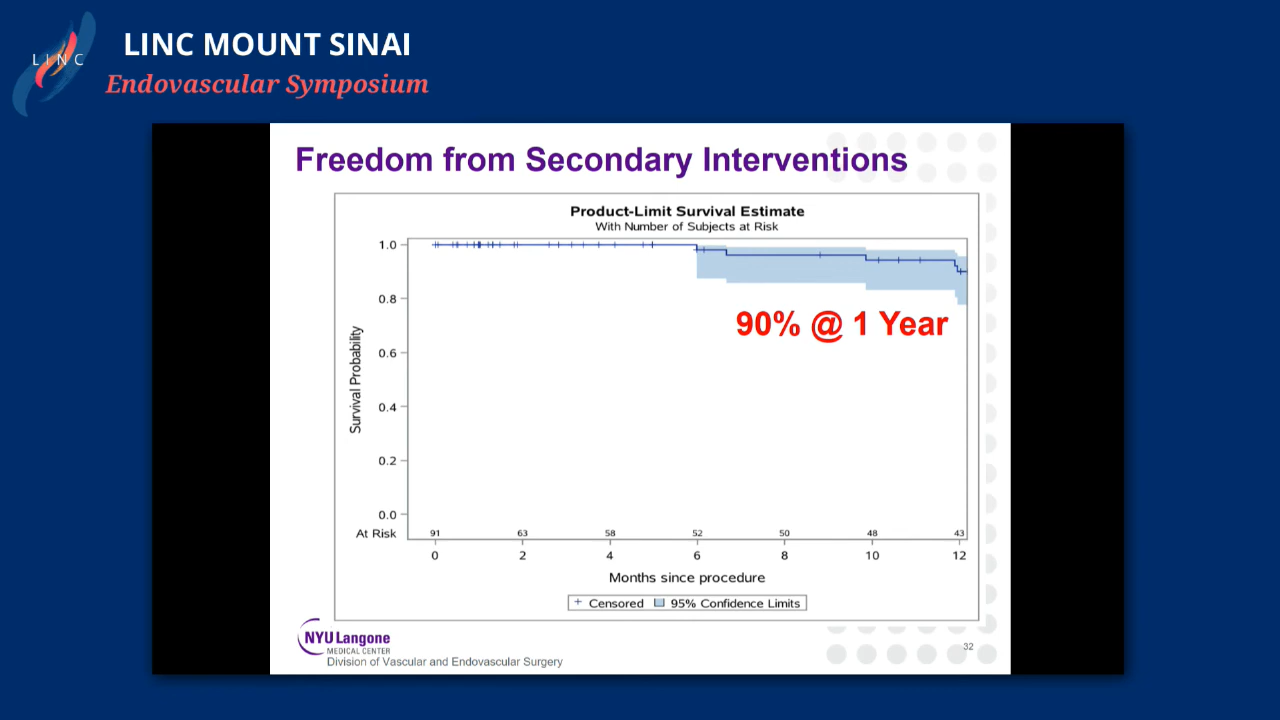 LINC
LINC MOUNT SINAI
Endovascular Symposium
Freedom from Secondary Interventions
Product-Limit Survival Estimate
With Number of Subjects at Risk
1.0
0.8
90% @ 1 Year
0.6
0.4
0.2
0.0
Survival Probability
At Risk 91 63 58 52 50 48 43
0 2 4 6 8 10 12
Months since procedure
+ Censored 95% Confidence Limits
NYU Langone
MEDICAL CENTER
Division of Vascular and Endovascular Surgery
32